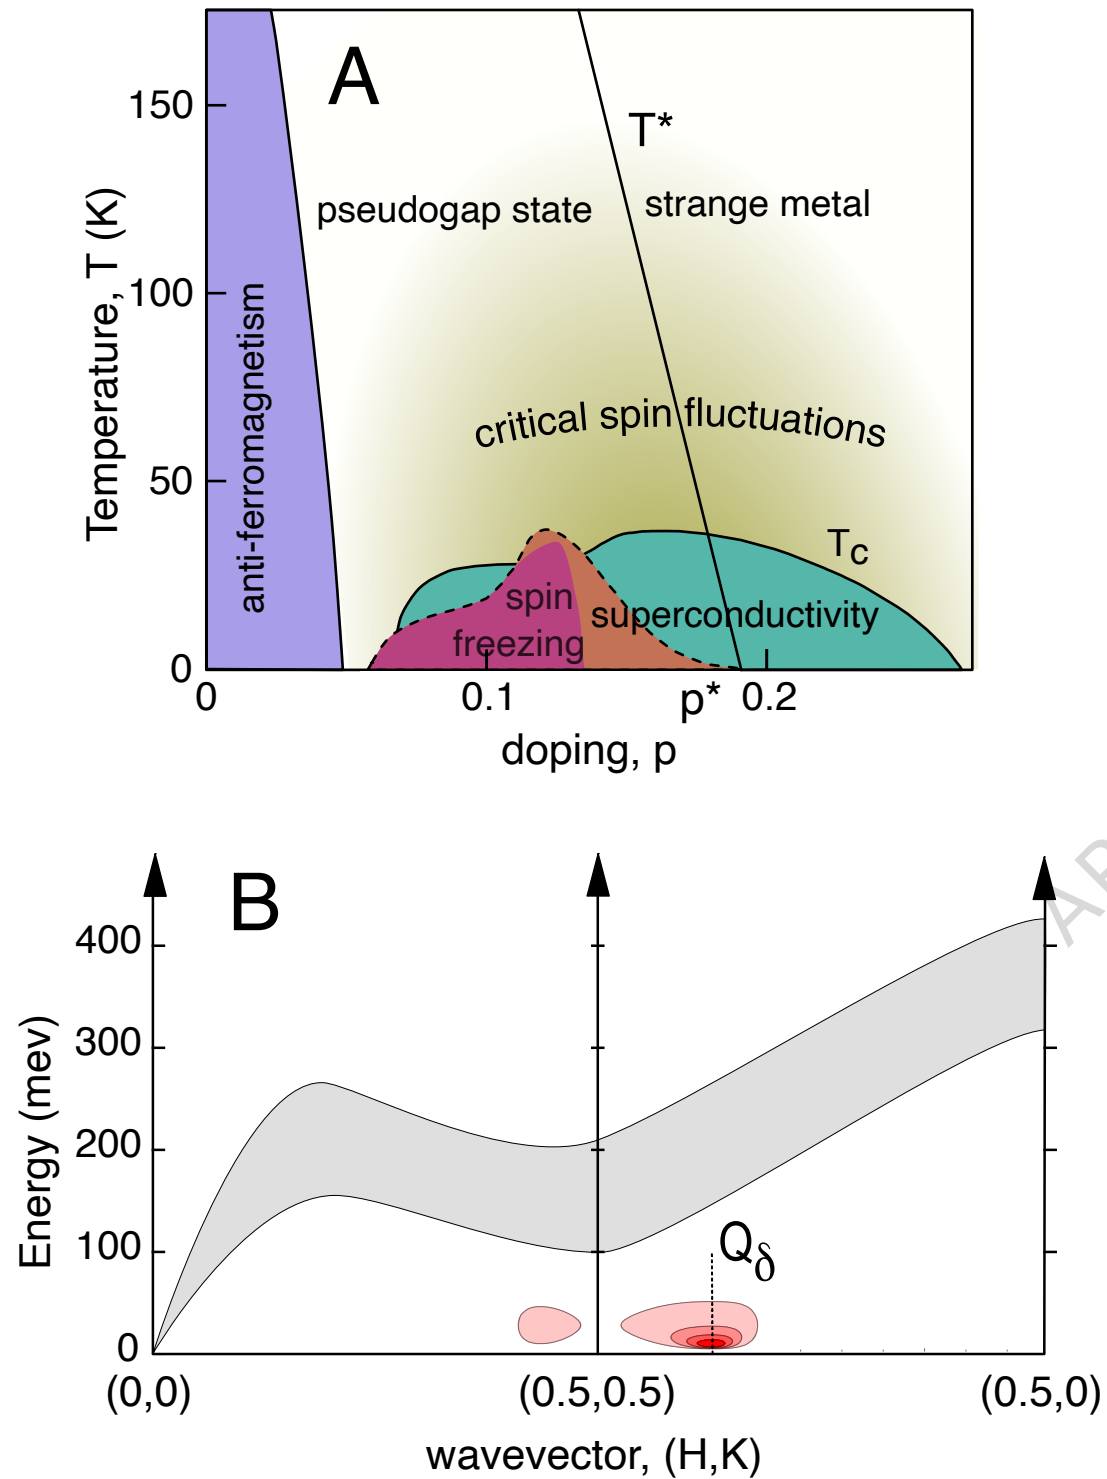 A
150
T*
pseudogap state
strange metal
Temperature, T (K)
100
anti-ferromagnetism
critical spin fluctuations
50
Tc
spin
freezing
superconductivity
0
0
0.1
p*
0.2
doping, p
B
400
300
Energy (mev)
200
100
Qδ
0
(0,0)
(0.5,0.5)
(0.5,0)
wavevector, (H,K)